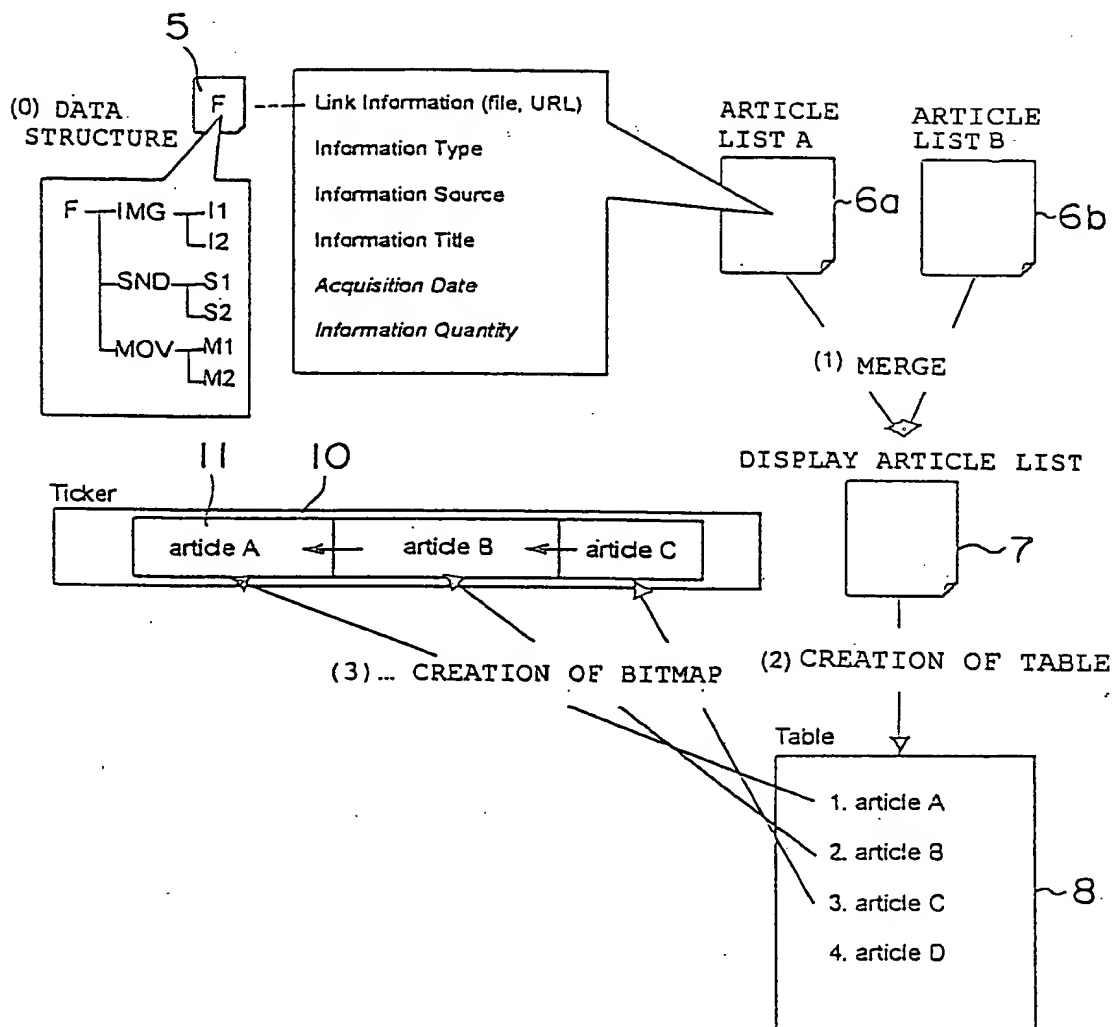 5
(0) DATA
STRUCTURE
F
Link Information (file, URL)
Information Type
Information Source
Information Title
Acquisition Date
Information Quantity
F IMG I1
I2
SND S1
S2
MOV M1
M2
ARTICLE
LIST A
6a
ARTICLE
LIST B
6b
(1) MERGE
DISPLAY ARTICLE LIST
7
11
10
Ticker
article A
article B
article C
(3)... CREATION OF BITMAP
(2) CREATION OF TABLE
Table
1. article A
2. article B
3. article C
4. article D
8